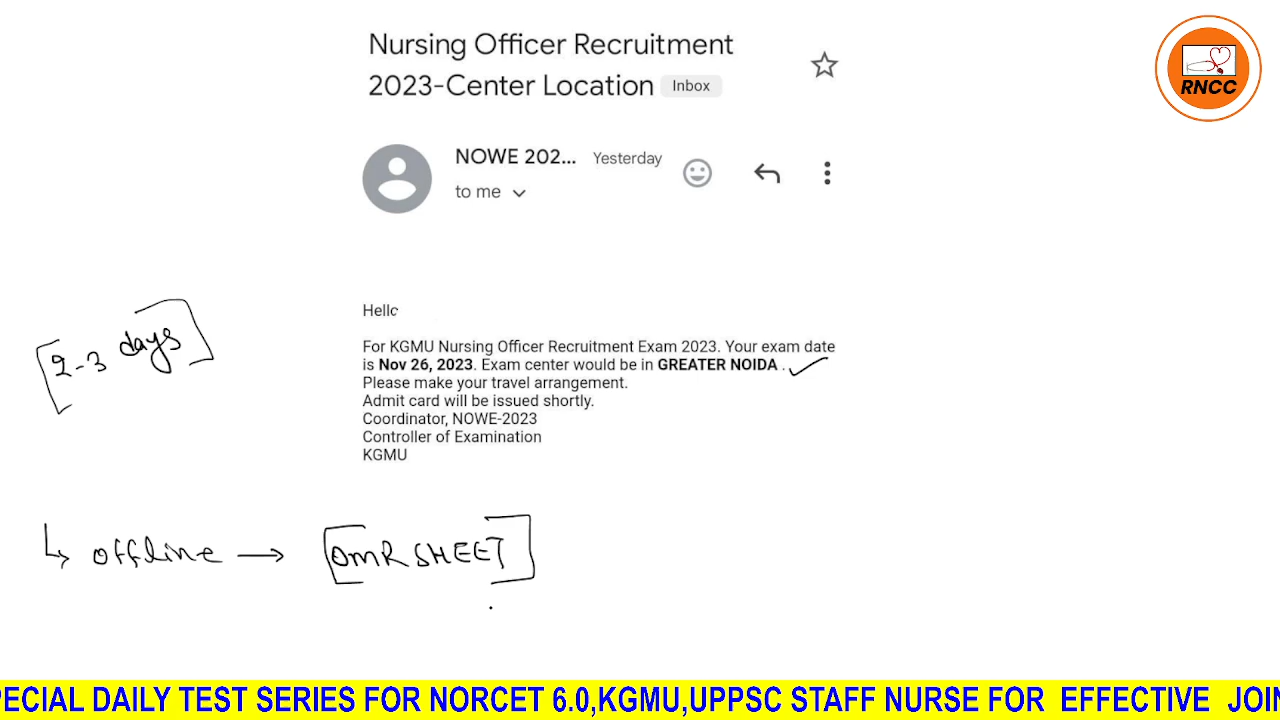 Nursing Officer Recruitment
2023-Center Location Inbox
RNCC
NOWE 202... Yesterday
to me
Hello
For KGMU Nursing Officer Recruitment Exam 2023. Your exam date
is Nov 26, 2023. Exam center would be in GREATER NOIDA .
Please make your travel arrangement.
Admit card will be issued shortly.
Coordinator, NOWE-2023
Controller of Examination
KGMU
2-3 days
offline → OMR SHEET
PECIAL DAILY TEST SERIES FOR NORCET 6.0,KGMU,UPPSC STAFF NURSE FOR EFFECTIVE JOIN